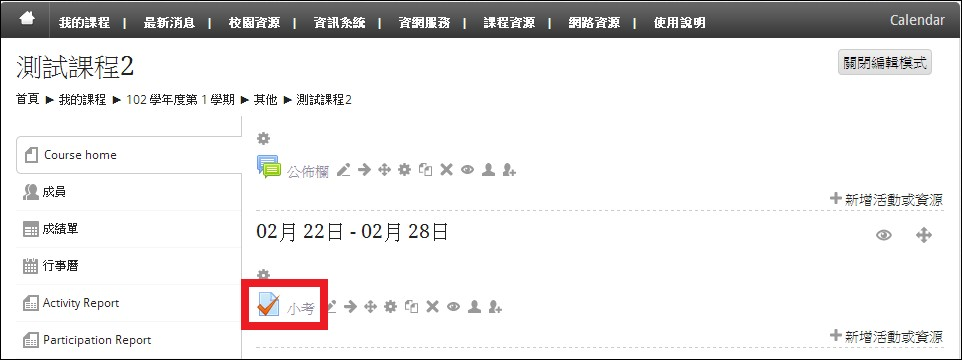 我的課程 | 最新消息 | 校園資源 | 資訊系統 | 資網服務 | 課程資源 | 網路資源 | 使用說明 Calendar
測試課程2
關閉編輯模式
首頁 ▶ 我的課程 ▶ 102 學年度第 1 學期 ▶ 其他 ▶ 測試課程2
Course home
成員
成績單
行事曆
Activity Report
Participation Report
公佈欄
新增活動或資源
02月 22日 - 02月 28日
小考
新增活動或資源